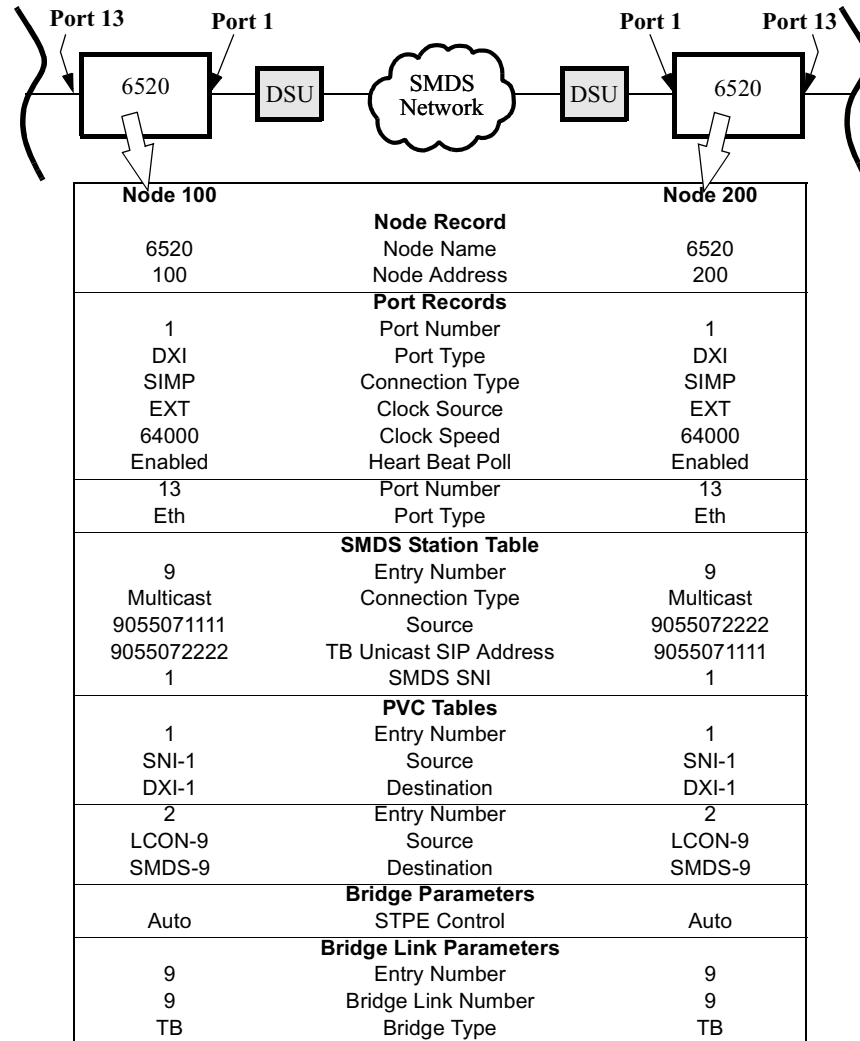 Port 13 Port 1 Port 1 Port 13
6520 DSU SMDS Network DSU 6520
Node 100 Node 200
Node Record
6520 Node Name 6520
100 Node Address 200
Port Records
1 Port Number 1
DXI Port Type DXI
SIMP Connection Type SIMP
EXT Clock Source EXT
64000 Clock Speed 64000
Enabled Heart Beat Poll Enabled
13 Port Number 13
Eth Port Type Eth
SMDS Station Table
9 Entry Number 9
Multicast Connection Type Multicast
9055071111 Source 9055072222
9055072222 TB Unicast SIP Address 9055071111
1 SMDS SNI 1
PVC Tables
1 Entry Number 1
SNI-1 Source SNI-1
DXI-1 Destination DXI-1
2 Entry Number 2
LCON-9 Source LCON-9
SMDS-9 Destination SMDS-9
Bridge Parameters
Auto STPE Control Auto
Bridge Link Parameters
9 Entry Number 9
9 Bridge Link Number 9
TB Bridge Type TB